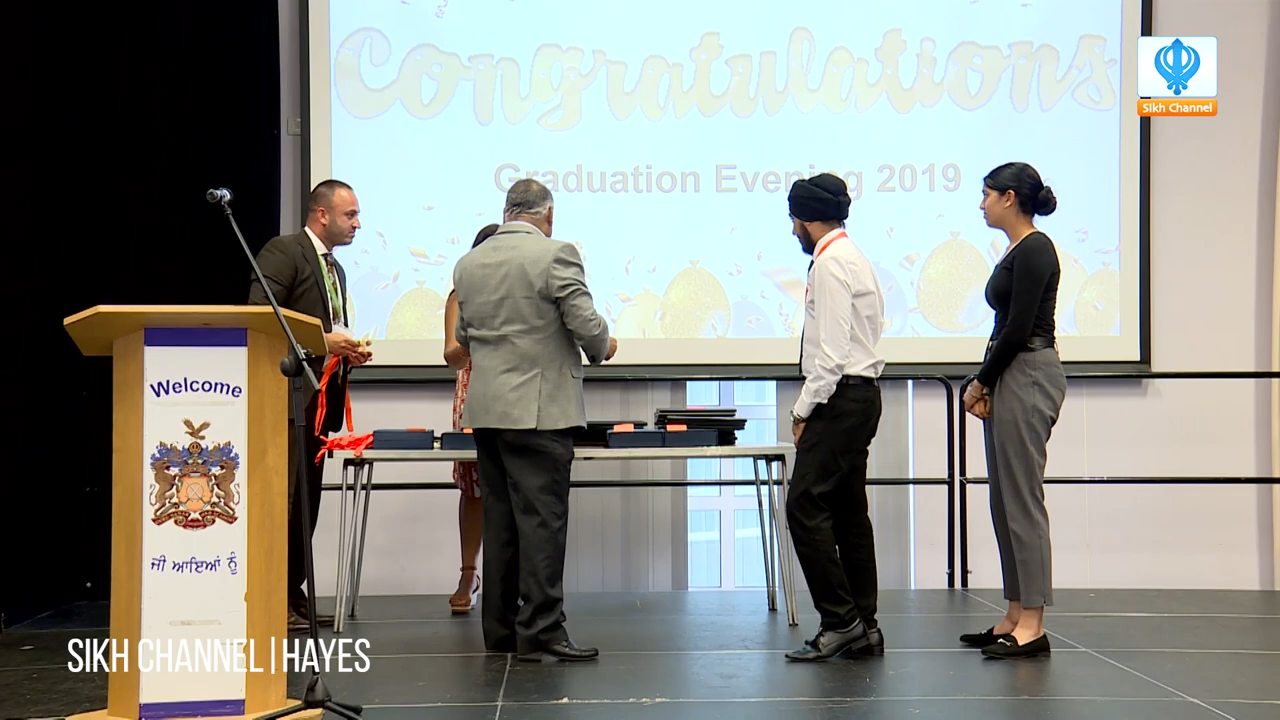 Congratulations
Graduation Evening 2019
Sikh Channel
Welcome
ਜੀ ਆਇਆਂ ਨੂੰ
SIKH CHANNEL|HAYES